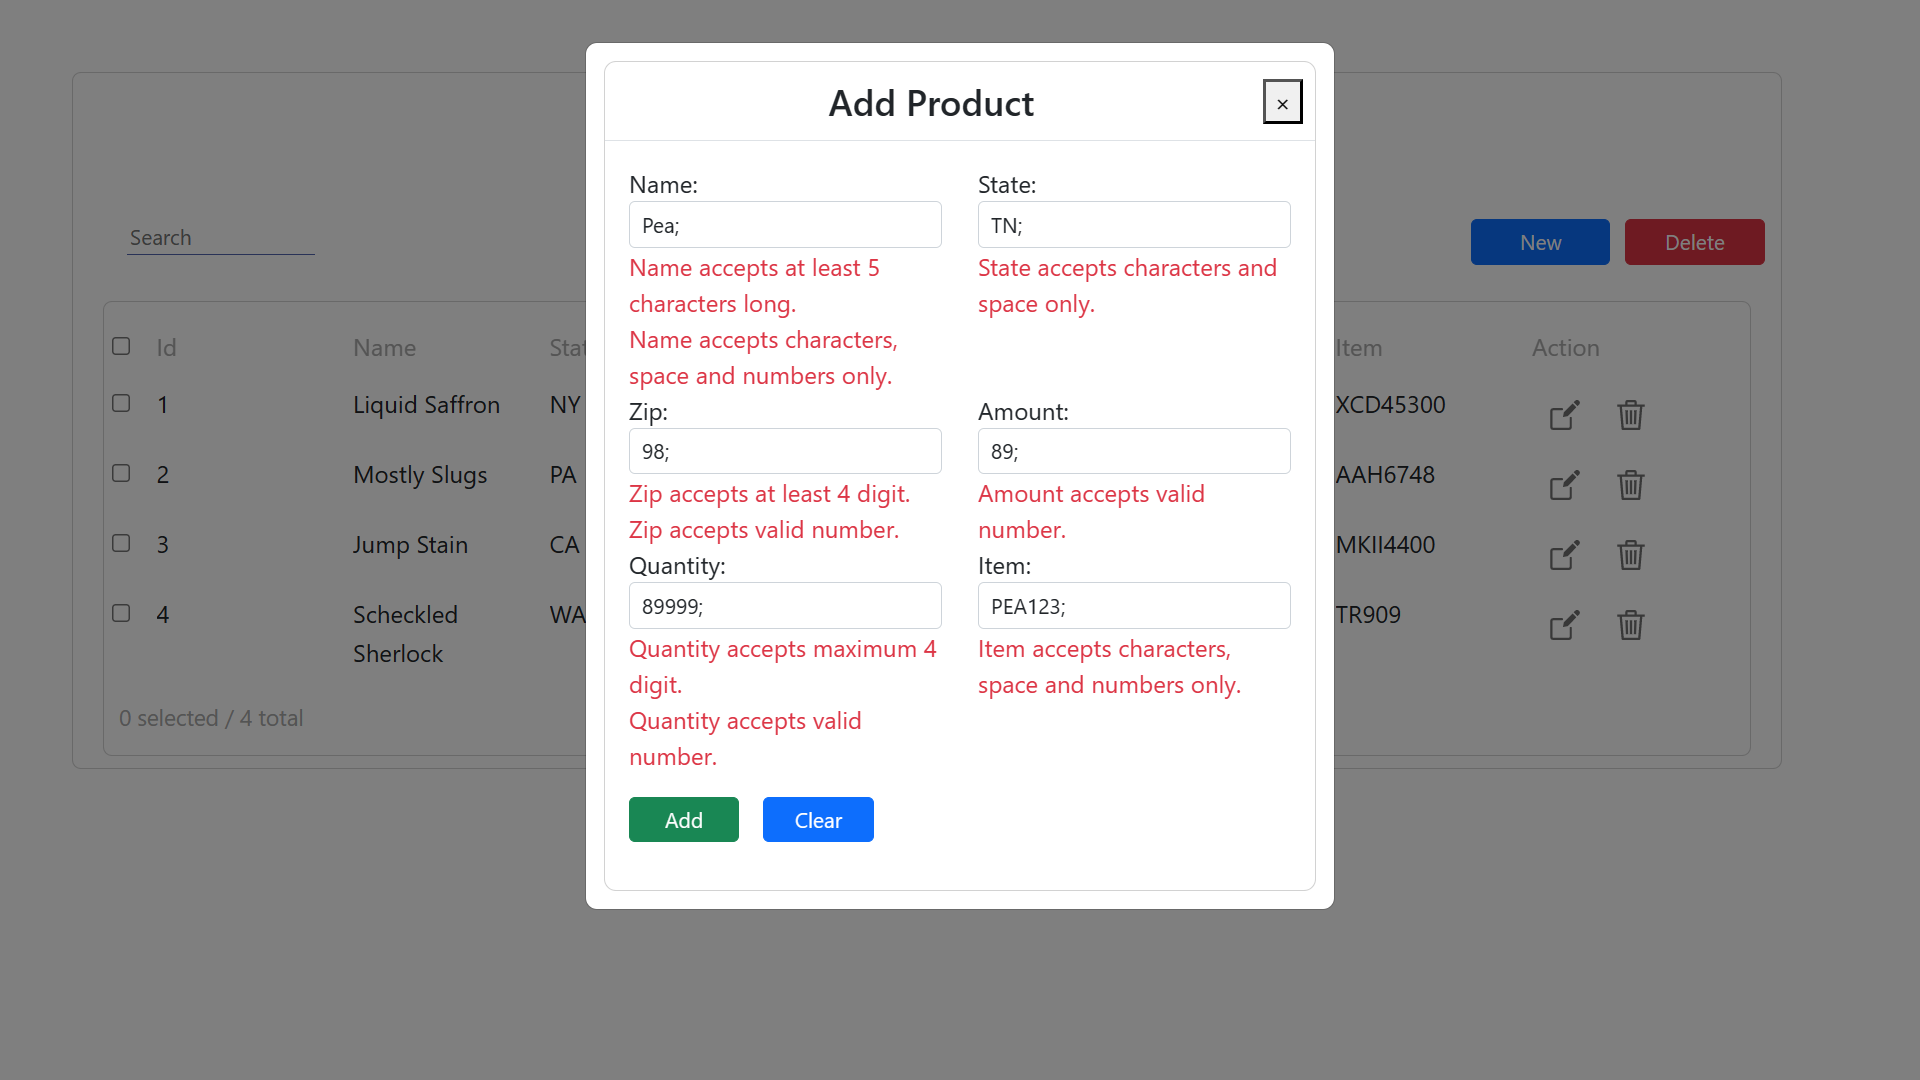 Add Product
×
Name:
State:
Pea;
TN;
Name accepts at least 5
characters long.
Name accepts characters,
space and numbers only.
State accepts characters and
space only.
Zip:
Amount:
98;
89;
Zip accepts at least 4 digit.
Zip accepts valid number.
Amount accepts valid
number.
Quantity:
Item:
89999;
PEA123;
Quantity accepts maximum 4
digit.
Quantity accepts valid
number.
Item accepts characters,
space and numbers only.
Add
Clear
Search
New
Delete
Id Name Stat Item Action
1 Liquid Saffron NY XCD45300
2 Mostly Slugs PA AAH6748
3 Jump Stain CA MKII4400
4 Scheckled WA TR909
Sherlock
0 selected / 4 total